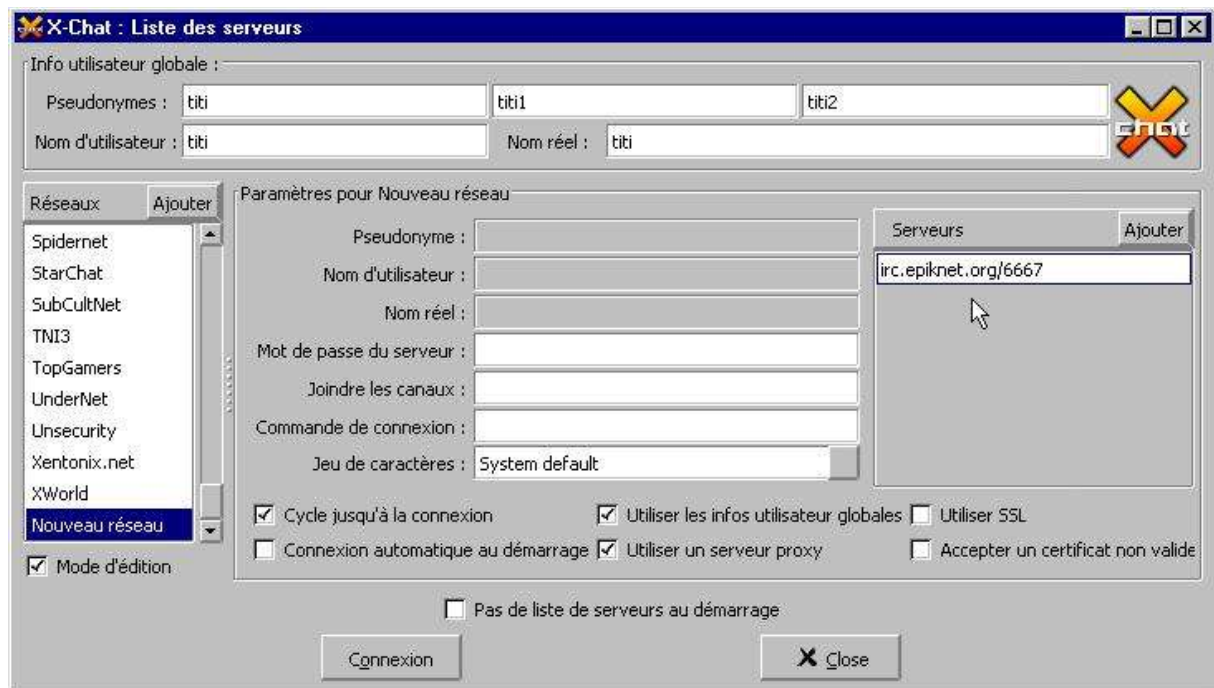 X-Chat : Liste des serveurs
Info utilisateur globale :
Pseudonymes : titi titi1 titi2
Nom d'utilisateur : titi Nom réel : titi
chat
Réseaux Ajouter
Spidernet
StarChat
SubCultNet
TNI3
TopGamers
UnderNet
Unsecurity
Xentonix.net
XWorld
Nouveau réseau
Mode d'édition
Paramètres pour Nouveau réseau
Pseudonyme :
Nom d'utilisateur :
Nom réel :
Mot de passe du serveur :
Joindre les canaux :
Commande de connexion :
Jeu de caractères : System default
Serveurs Ajouter
irc.epiknet.org/6667
Cycle jusqu'à la connexion Utiliser les infos utilisateur globales Utiliser SSL
Connexion automatique au démarrage Utiliser un serveur proxy Accepter un certificat non valide
Pas de liste de serveurs au démarrage
Connexion Close